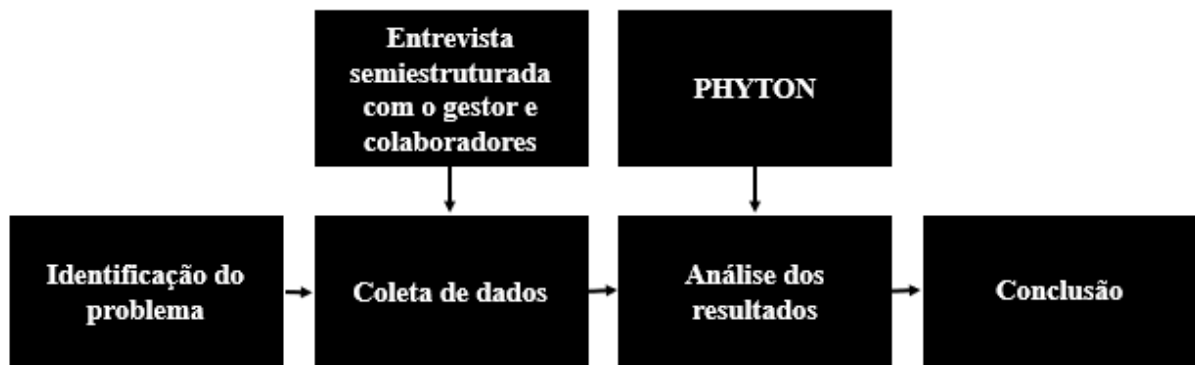 Entrevista
semiestruturada
com o gestor e
colaboradores
PHYTON
Identificação do
problema
Coleta de dados
Análise dos
resultados
Conclusão